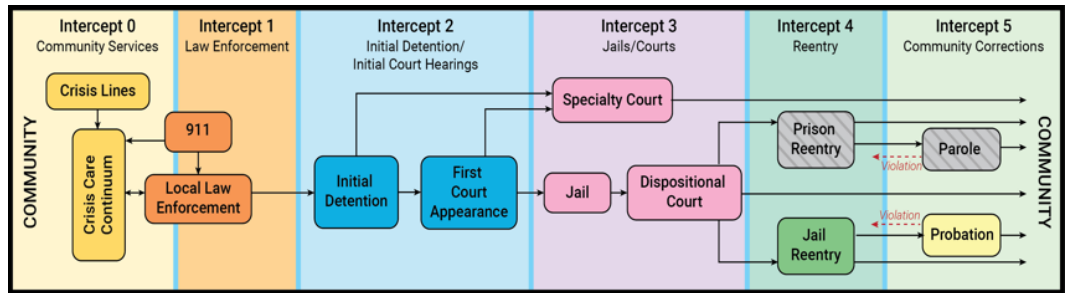 Intercept 0
Community Services
Intercept 1
Law Enforcement
Intercept 2
Initial Detention/
Initial Court Hearings
Intercept 3
Jails/Courts
Intercept 4
Reentry
Intercept 5
Community Corrections
COMMUNITY
Crisis Lines
Crisis Care
Continuum
911
Local Law
Enforcement
Initial
Detention
First
Court
Appearance
Specialty Court
Jail
Dispositional
Court
Prison
Reentry
Violation
Parole
Jail
Reentry
Violation
Probation
COMMUNITY